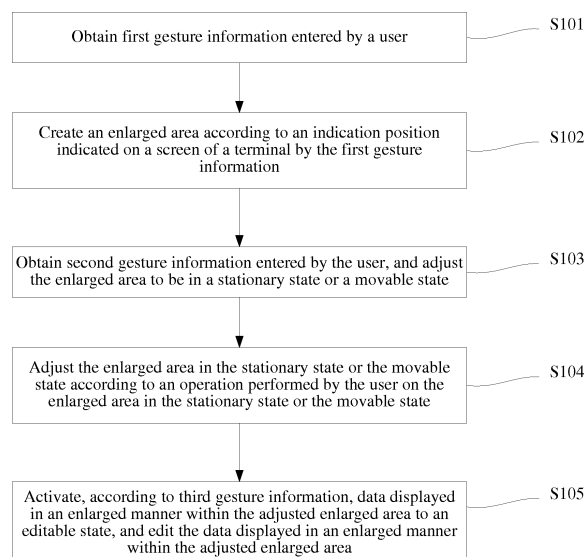 Obtain first gesture information entered by a user
S101
Create an enlarged area according to an indication position
indicated on a screen of a terminal by the first gesture
information
S102
Obtain second gesture information entered by the user, and adjust
the enlarged area to be in a stationary state or a movable state
S103
Adjust the enlarged area in the stationary state or the movable
state according to an operation performed by the user on the
enlarged area in the stationary state or the movable state
S104
Activate, according to third gesture information, data displayed
in an enlarged manner within the adjusted enlarged area to an
editable state, and edit the data displayed in an enlarged manner
within the adjusted enlarged area
S105